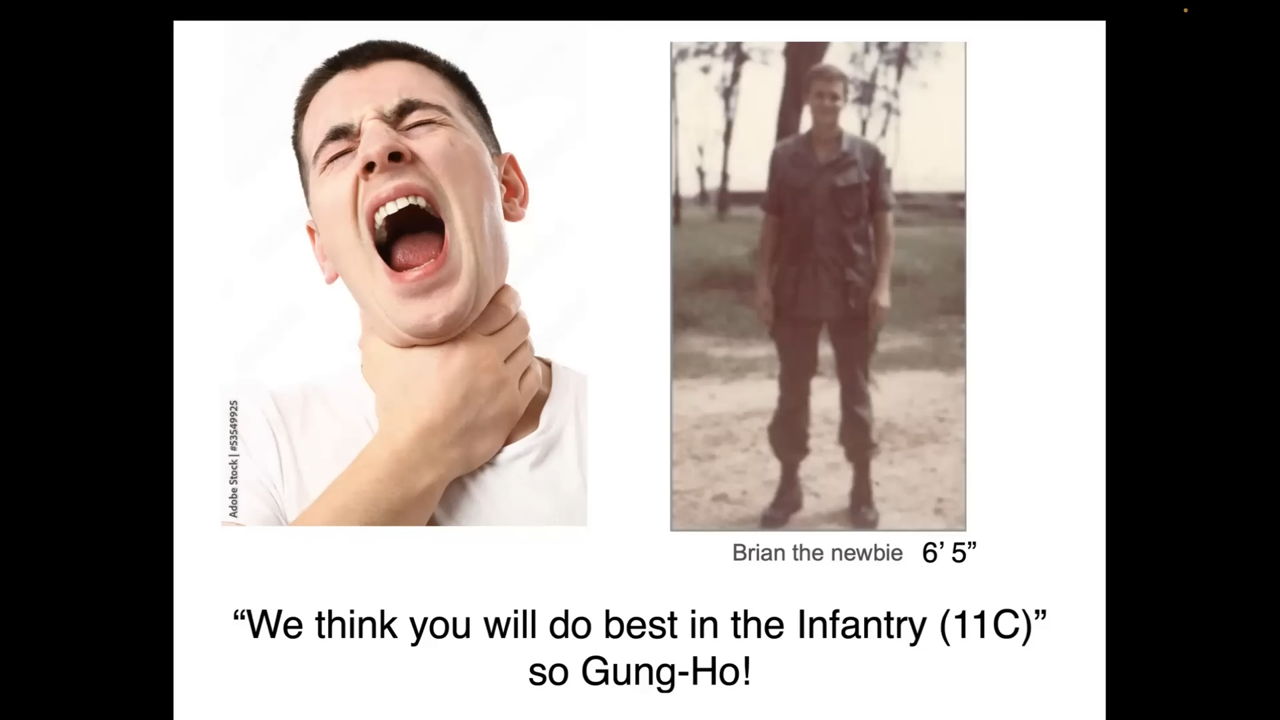 Adobe Stock | #53549925
Brian the newbie 6’ 5”
“We think you will do best in the Infantry (11C)”
so Gung-Ho!